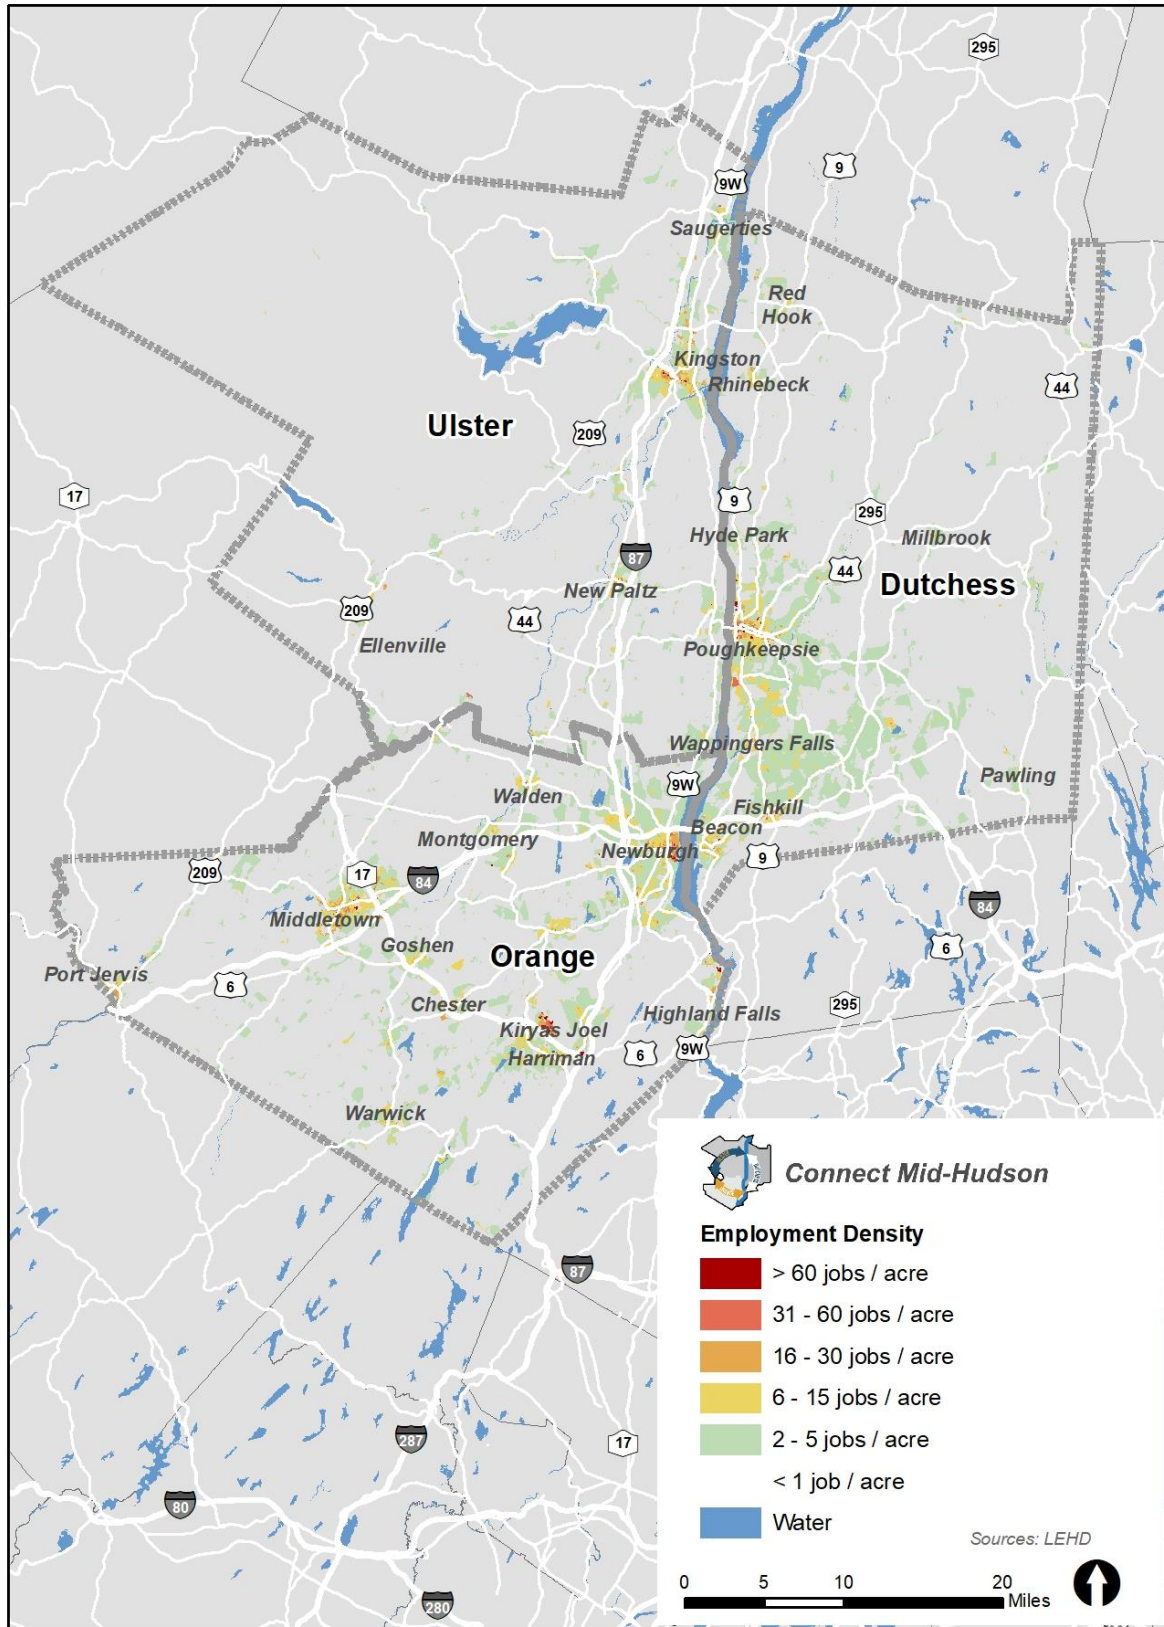 295
9
9W
Saugerties
Red
Hook
Kingston
Rhinebeck
44
Ulster
209
17
9
295
Hyde Park
Millbrook
87
44
Dutchess
New Paltz
209
44
Ellenville
Poughkeepsie
Wappingers Falls
Pawling
9W
Walden
Fishkill
Montgomery
Beacon
Newburgh
9
209
17
84
84
Middletown
Goshen
6
Orange
Port Jervis
6
Chester
Highland Falls
295
Kiryas Joel
Harriman
6
9W
Warwick
87
287
17
80
280
Connect Mid-Hudson
Employment Density
> 60 jobs / acre
31 - 60 jobs / acre
16 - 30 jobs / acre
6 - 15 jobs / acre
2 - 5 jobs / acre
< 1 job / acre
Water
Sources: LEHD
0 5 10 20
Miles